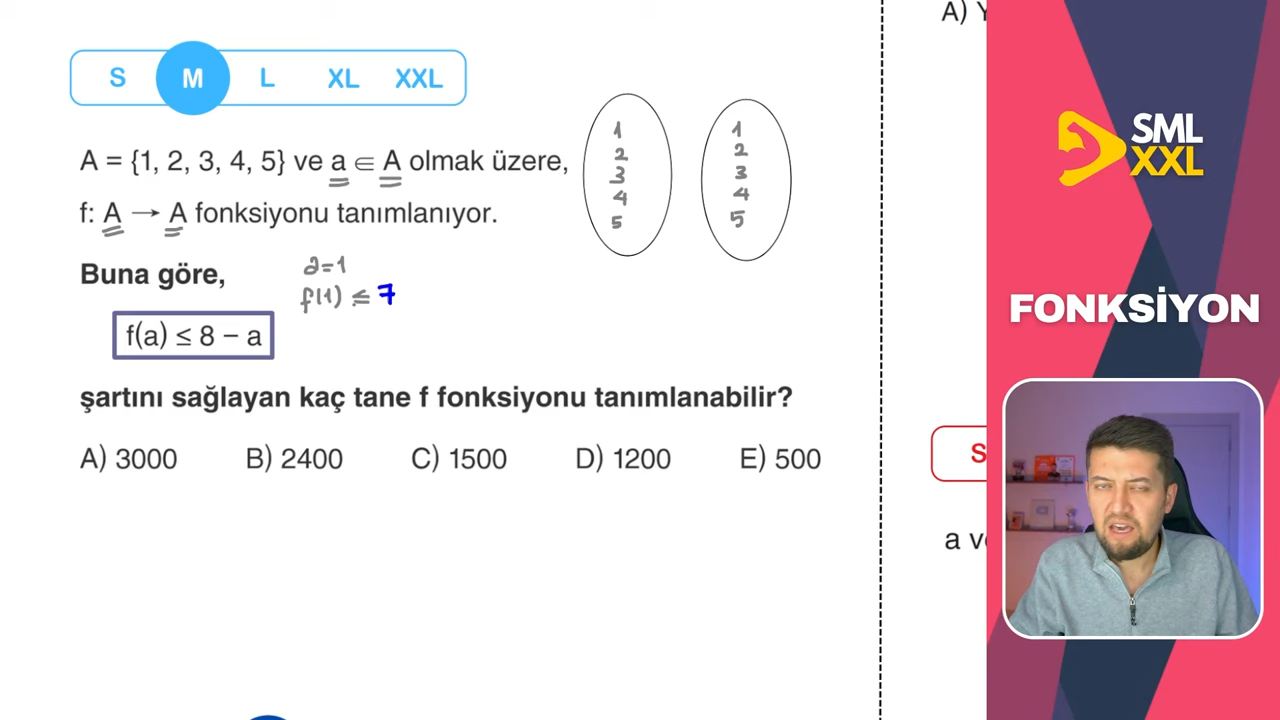 S M L XL XXL
A = {1, 2, 3, 4, 5} ve a ∈ A olmak üzere,
f: A → A fonksiyonu tanımlanıyor.
Buna göre,
a=1
f(1) ≤ 7
f(a) ≤ 8 – a
şartını sağlayan kaç tane f fonksiyonu tanımlanabilir?
A) 3000 B) 2400 C) 1500 D) 1200 E) 500
1
2
3
4
5
1
2
3
4
5
A)
S
a
SML
XXL
FONKSİYON